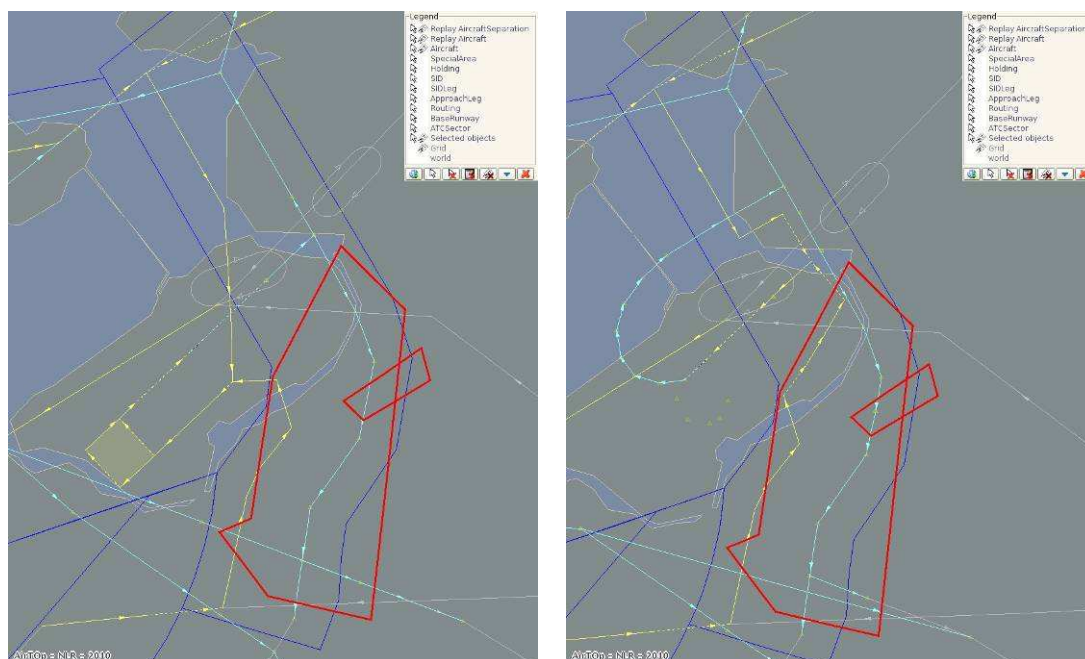 Legend
Replay AircraftSeparation
Replay Aircraft
Aircraft
SpecialArea
Holding
SID
SIDLeg
ApproachLeg
Routing
BaseRunway
ATCSector
Selected objects
Grid
world
AirTOp = NLR = 2010
Legend
Replay AircraftSeparation
Replay Aircraft
Aircraft
SpecialArea
Holding
SID
SIDLeg
ApproachLeg
Routing
BaseRunway
ATCSector
Selected objects
Grid
world
AirTOp = NLR = 2010